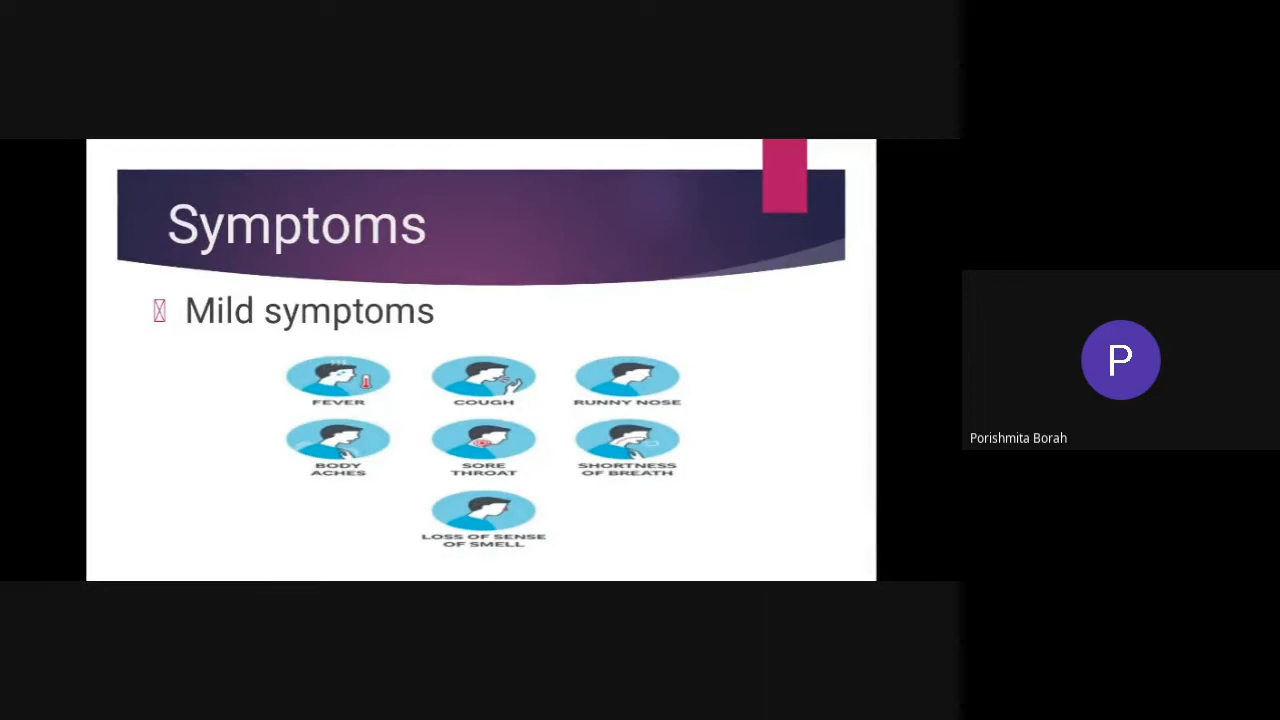 Symptoms
Mild symptoms
FEVER
COUGH
RUNNY NOSE
BODY
ACHES
SORE
THROAT
SHORTNESS
OF BREATH
LOSS OF SENSE
OF SMELL
P
Porishmita Borah